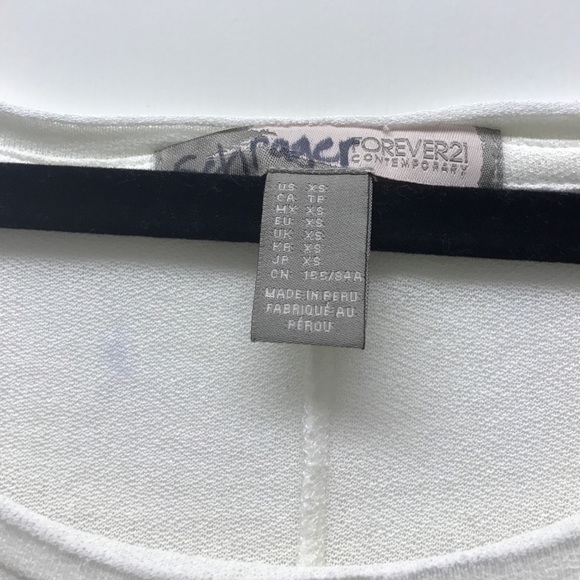 Schrager
FOREVER21
CONTEMPORARY
US XS
CA TP
MX XS
EU XS
UK XS
KR XS
JP XS
CN 155/84A
MADE IN PERU
FABRIQUÉ AU
PÉROU